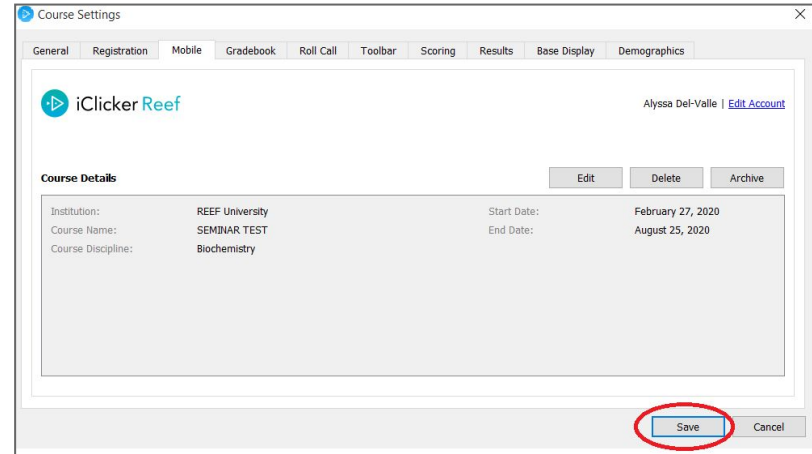 Course Settings
General Registration Mobile Gradebook Roll Call Toolbar Scoring Results Base Display Demographics
iClicker Reef
Alyssa Del-Valle | Edit Account
Course Details
Edit Delete Archive
Institution: REEF University Start Date: February 27, 2020
Course Name: SEMINAR TEST End Date: August 25, 2020
Course Discipline: Biochemistry
Save Cancel